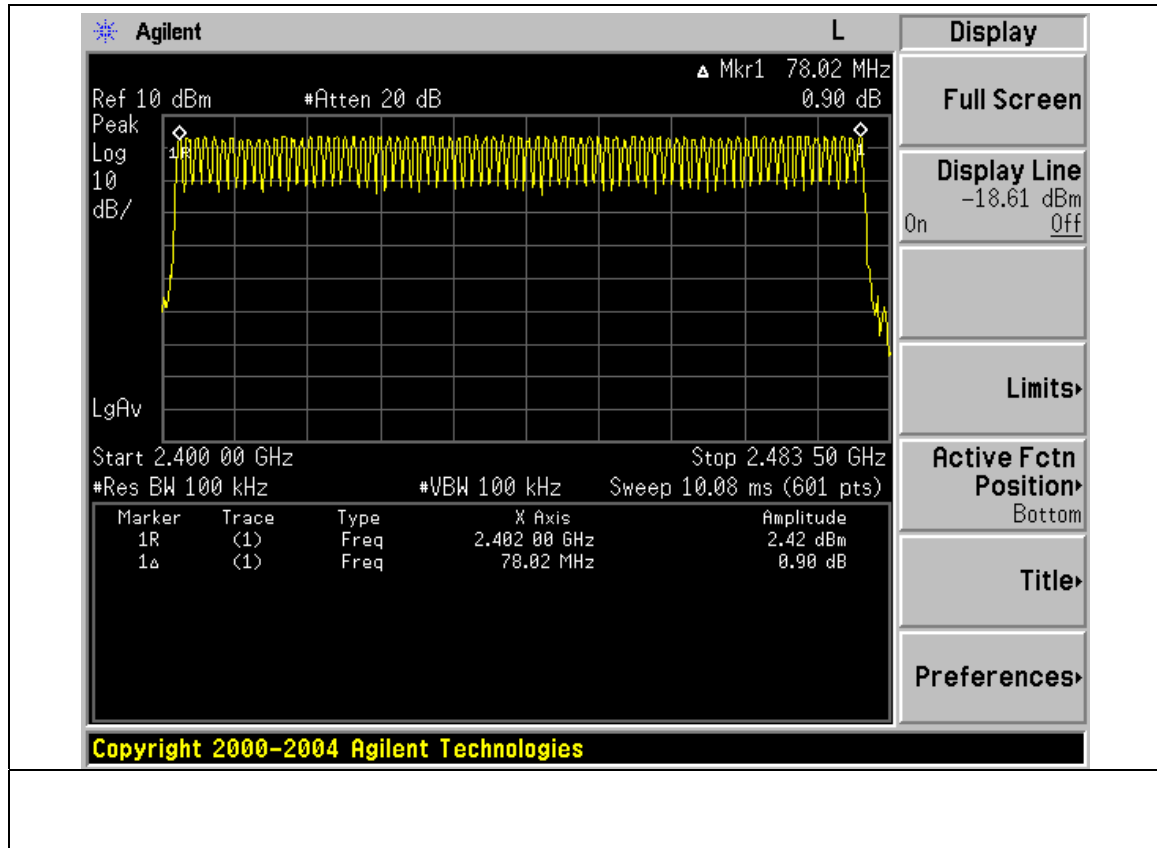 Agilent L
Display
Δ Mkr1 78.02 MHz
Ref 10 dBm #Atten 20 dB 0.90 dB
Peak
Log
10
dB/
1R
1
LgAv
Start 2.400 00 GHz Stop 2.483 50 GHz
#Res BW 100 kHz #VBW 100 kHz Sweep 10.08 ms (601 pts)
Marker Trace Type X Axis Amplitude
1R (1) Freq 2.402 00 GHz 2.42 dBm
1Δ (1) Freq 78.02 MHz 0.90 dB
Full Screen
Display Line
-18.61 dBm
On Off
Limits
Active Fctn
Position
Bottom
Title
Preferences
Copyright 2000-2004 Agilent Technologies